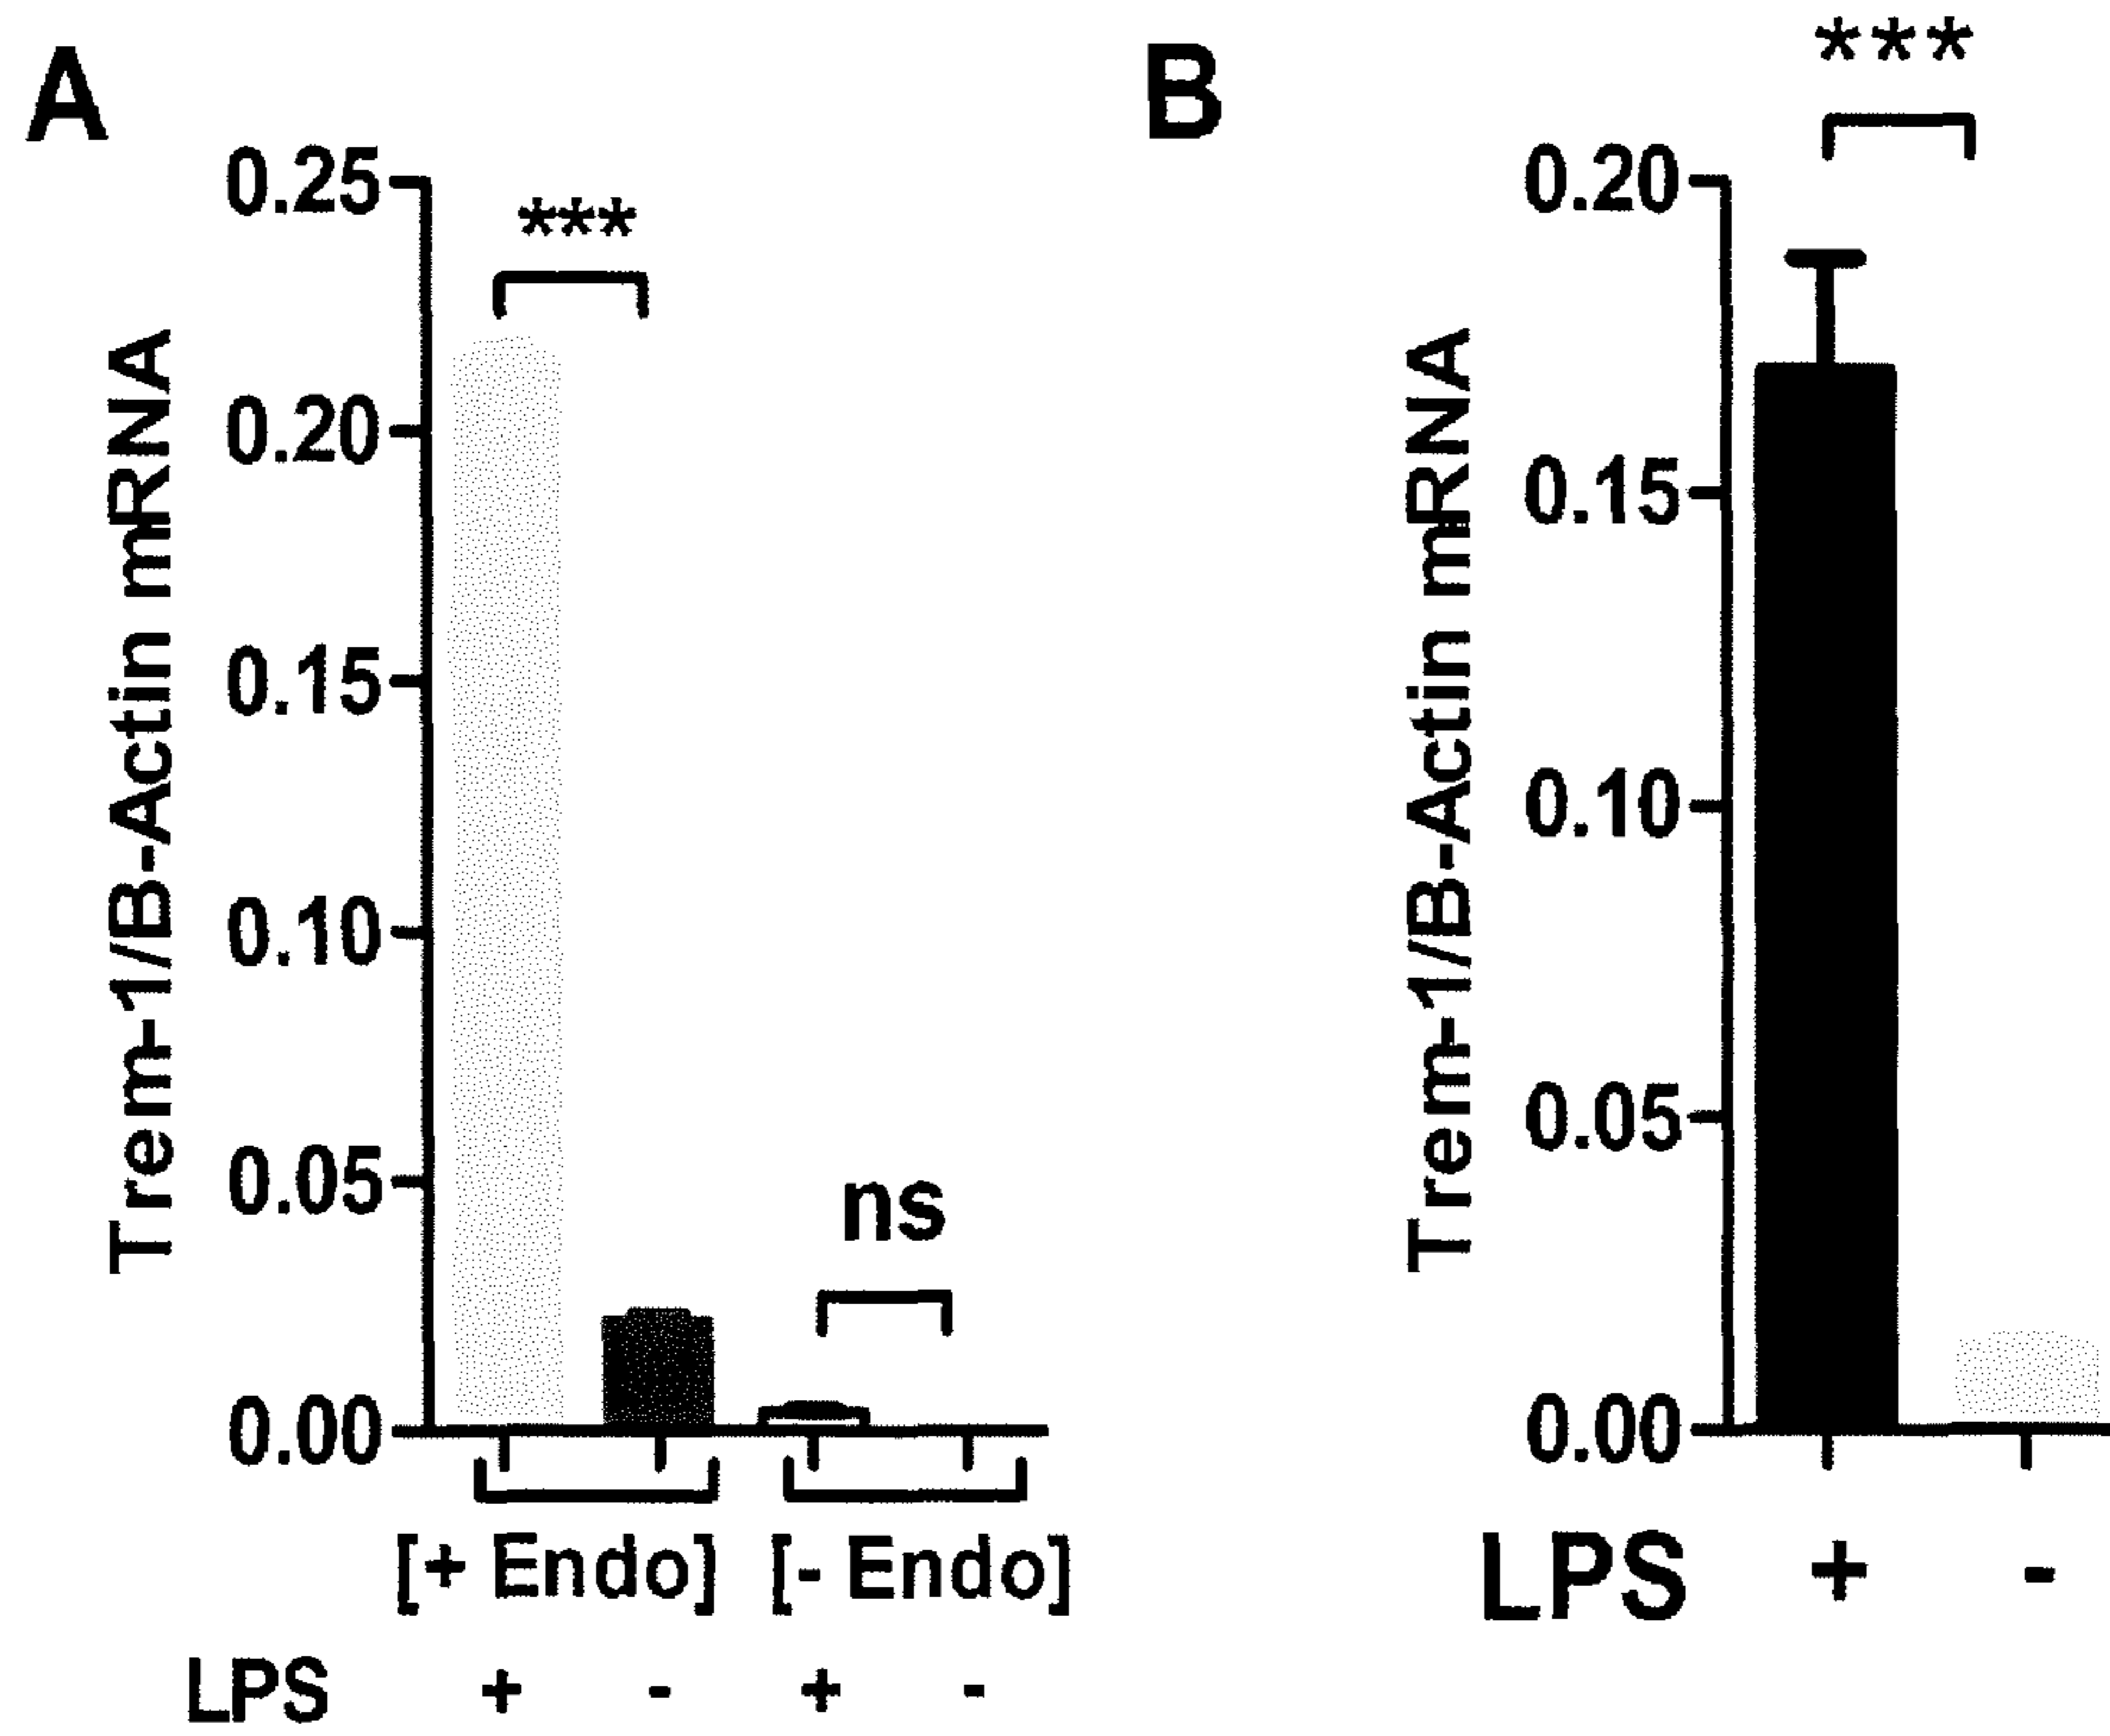 A
***
0.25
0.20
0.15
0.10
0.05
0.00
Trem-1/B-Actin mRNA
ns
[+ Endo] [- Endo]
LPS + - + -
B
***
0.20
0.15
0.10
0.05
0.00
Trem-1/B-Actin mRNA
LPS + -